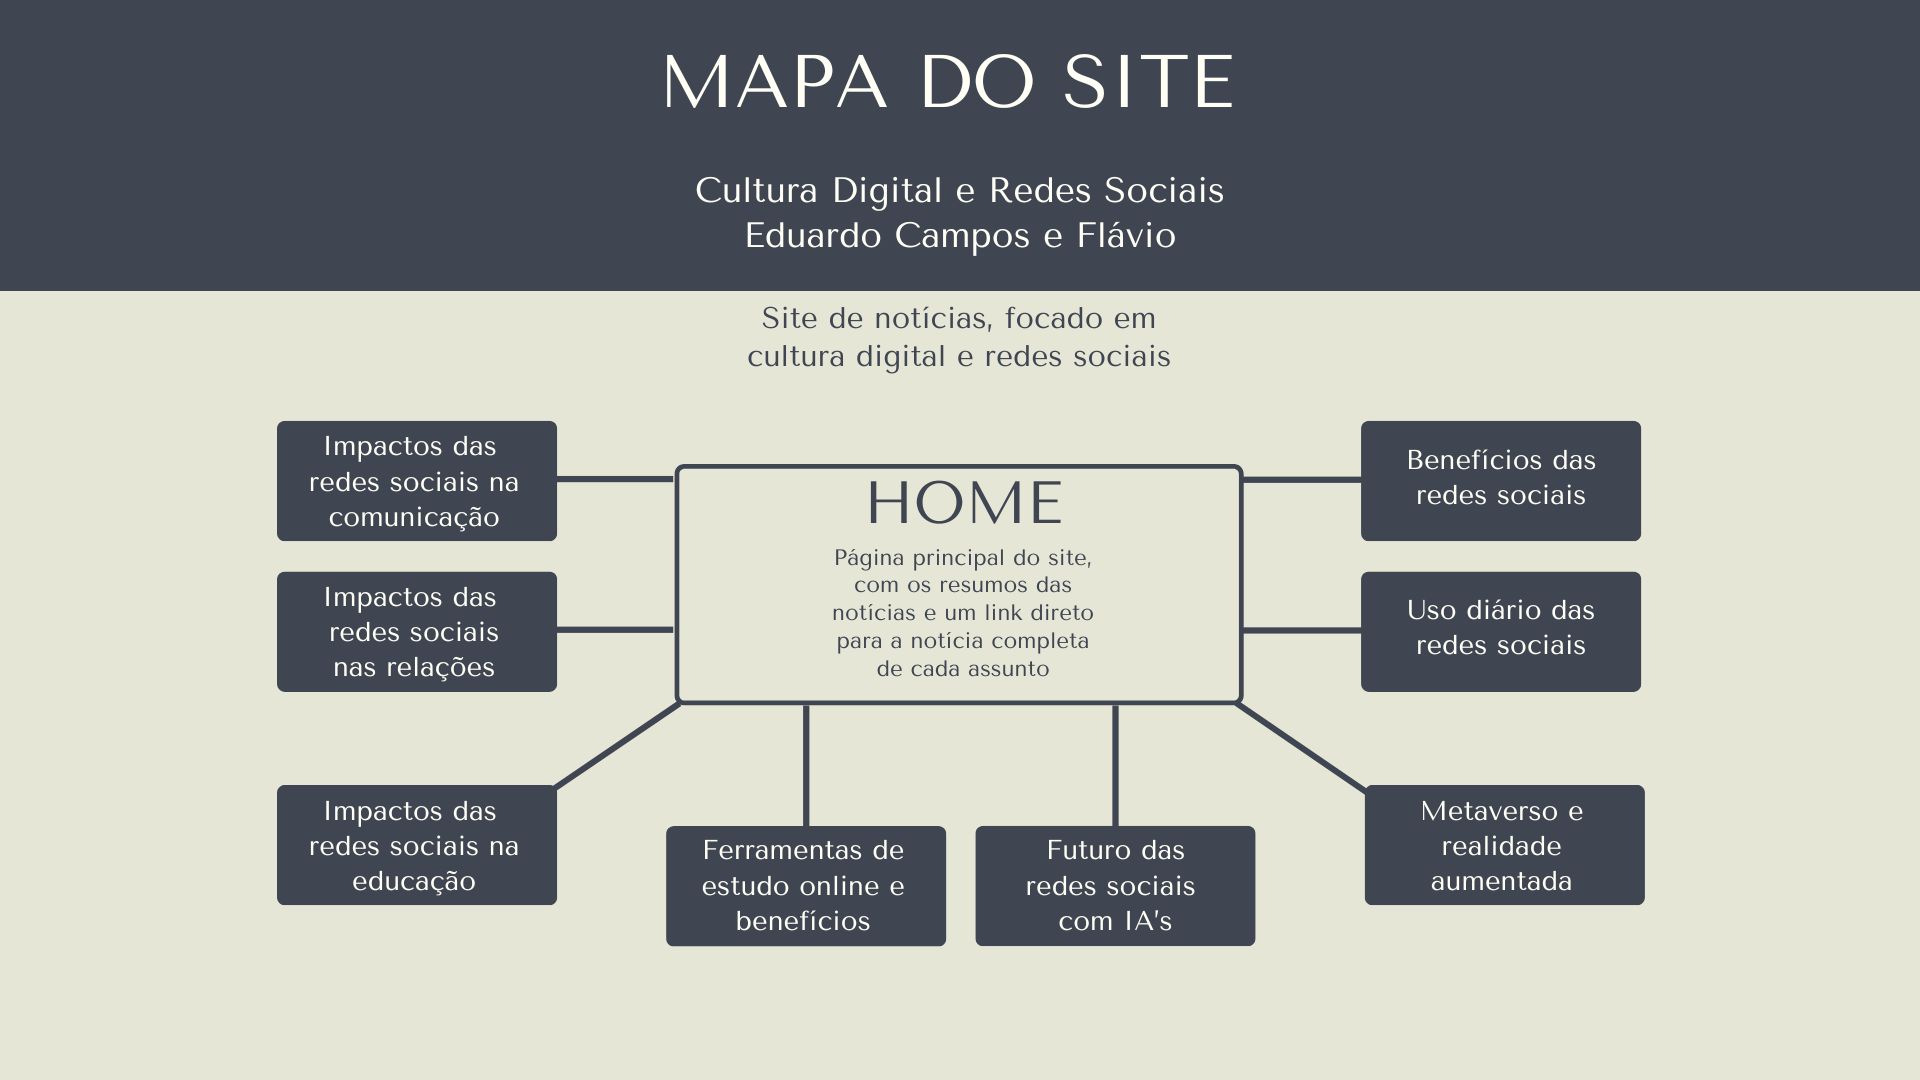 MAPA DO SITE
Cultura Digital e Redes Sociais
Eduardo Campos e Flávio
Site de notícias, focado em
cultura digital e redes sociais
Impactos das
redes sociais na
comunicação
Impactos das
redes sociais
nas relações
Impactos das
redes sociais na
educação
HOME
Página principal do site,
com os resumos das
notícias e um link direto
para a notícia completa
de cada assunto
Benefícios das
redes sociais
Uso diário das
redes sociais
Ferramentas de
estudo online e
benefícios
Futuro das
redes sociais
com IA's
Metaverso e
realidade
aumentada